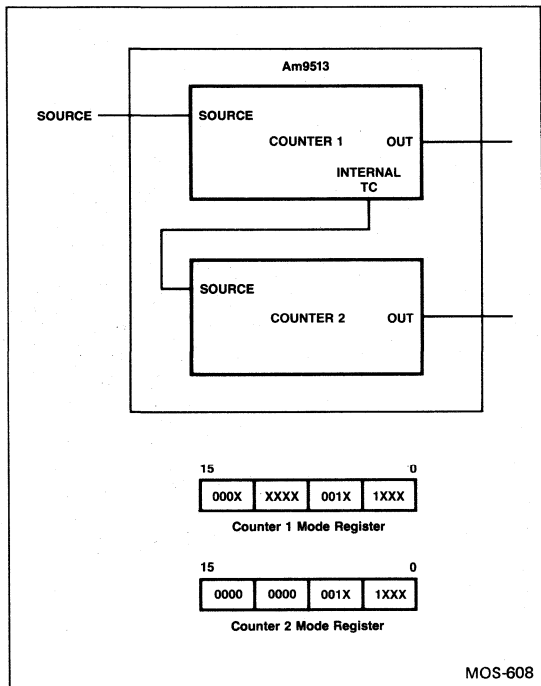 Am9513
SOURCE
SOURCE
COUNTER 1
OUT
INTERNAL
TC
SOURCE
COUNTER 2
OUT
15 0
000X XXXX 001X 1XXX
Counter 1 Mode Register
15 0
0000 0000 001X 1XXX
Counter 2 Mode Register
MOS-608